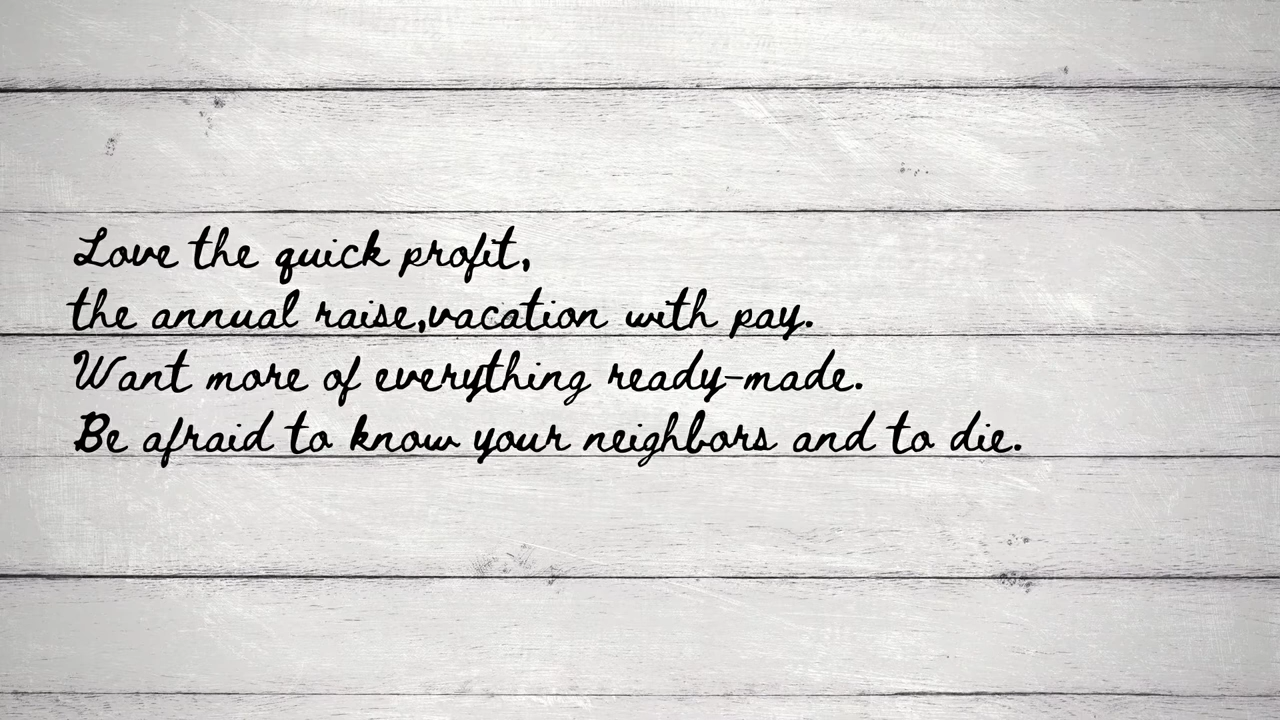 Love the quick profit,
the annual raise,vacation with pay.
Want more of everything ready-made.
Be afraid to know your neighbors and to die.